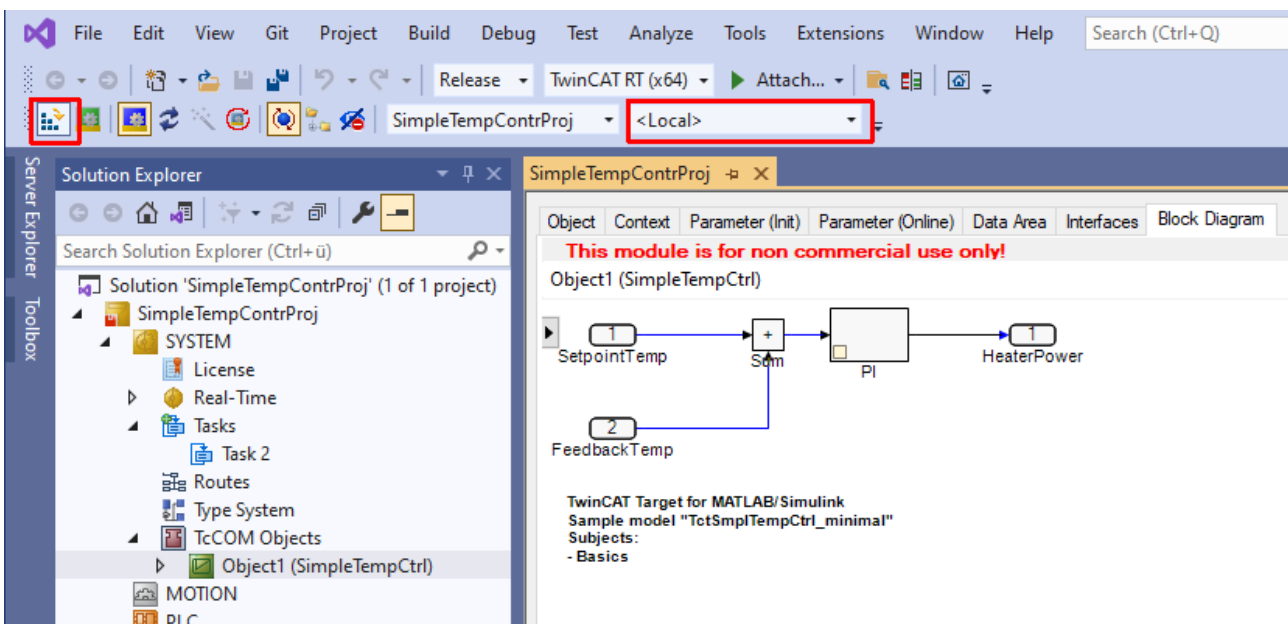 File Edit View Git Project Build Debug Test Analyze Tools Extensions Window Help Search (Ctrl+Q)
Release TwinCAT RT (x64) Attach...
SimpleTempContrProj <Local>
Server Explorer
Toolbox
Solution Explorer
Search Solution Explorer (Ctrl+ü)
Solution 'SimpleTempContrProj' (1 of 1 project)
SimpleTempContrProj
SYSTEM
License
Real-Time
Tasks
Task 2
Routes
Type System
TcCOM Objects
Object1 (SimpleTempCtrl)
MOTION
PLC
SimpleTempContrProj
Object Context Parameter (Init) Parameter (Online) Data Area Interfaces Block Diagram
This module is for non commercial use only!
Object1 (SimpleTempCtrl)
1
SetpointTemp
+
Sum
PI
1
HeaterPower
2
FeedbackTemp
TwinCAT Target for MATLAB/Simulink
Sample model "TctSmplTempCtrl_minimal"
Subjects:
- Basics